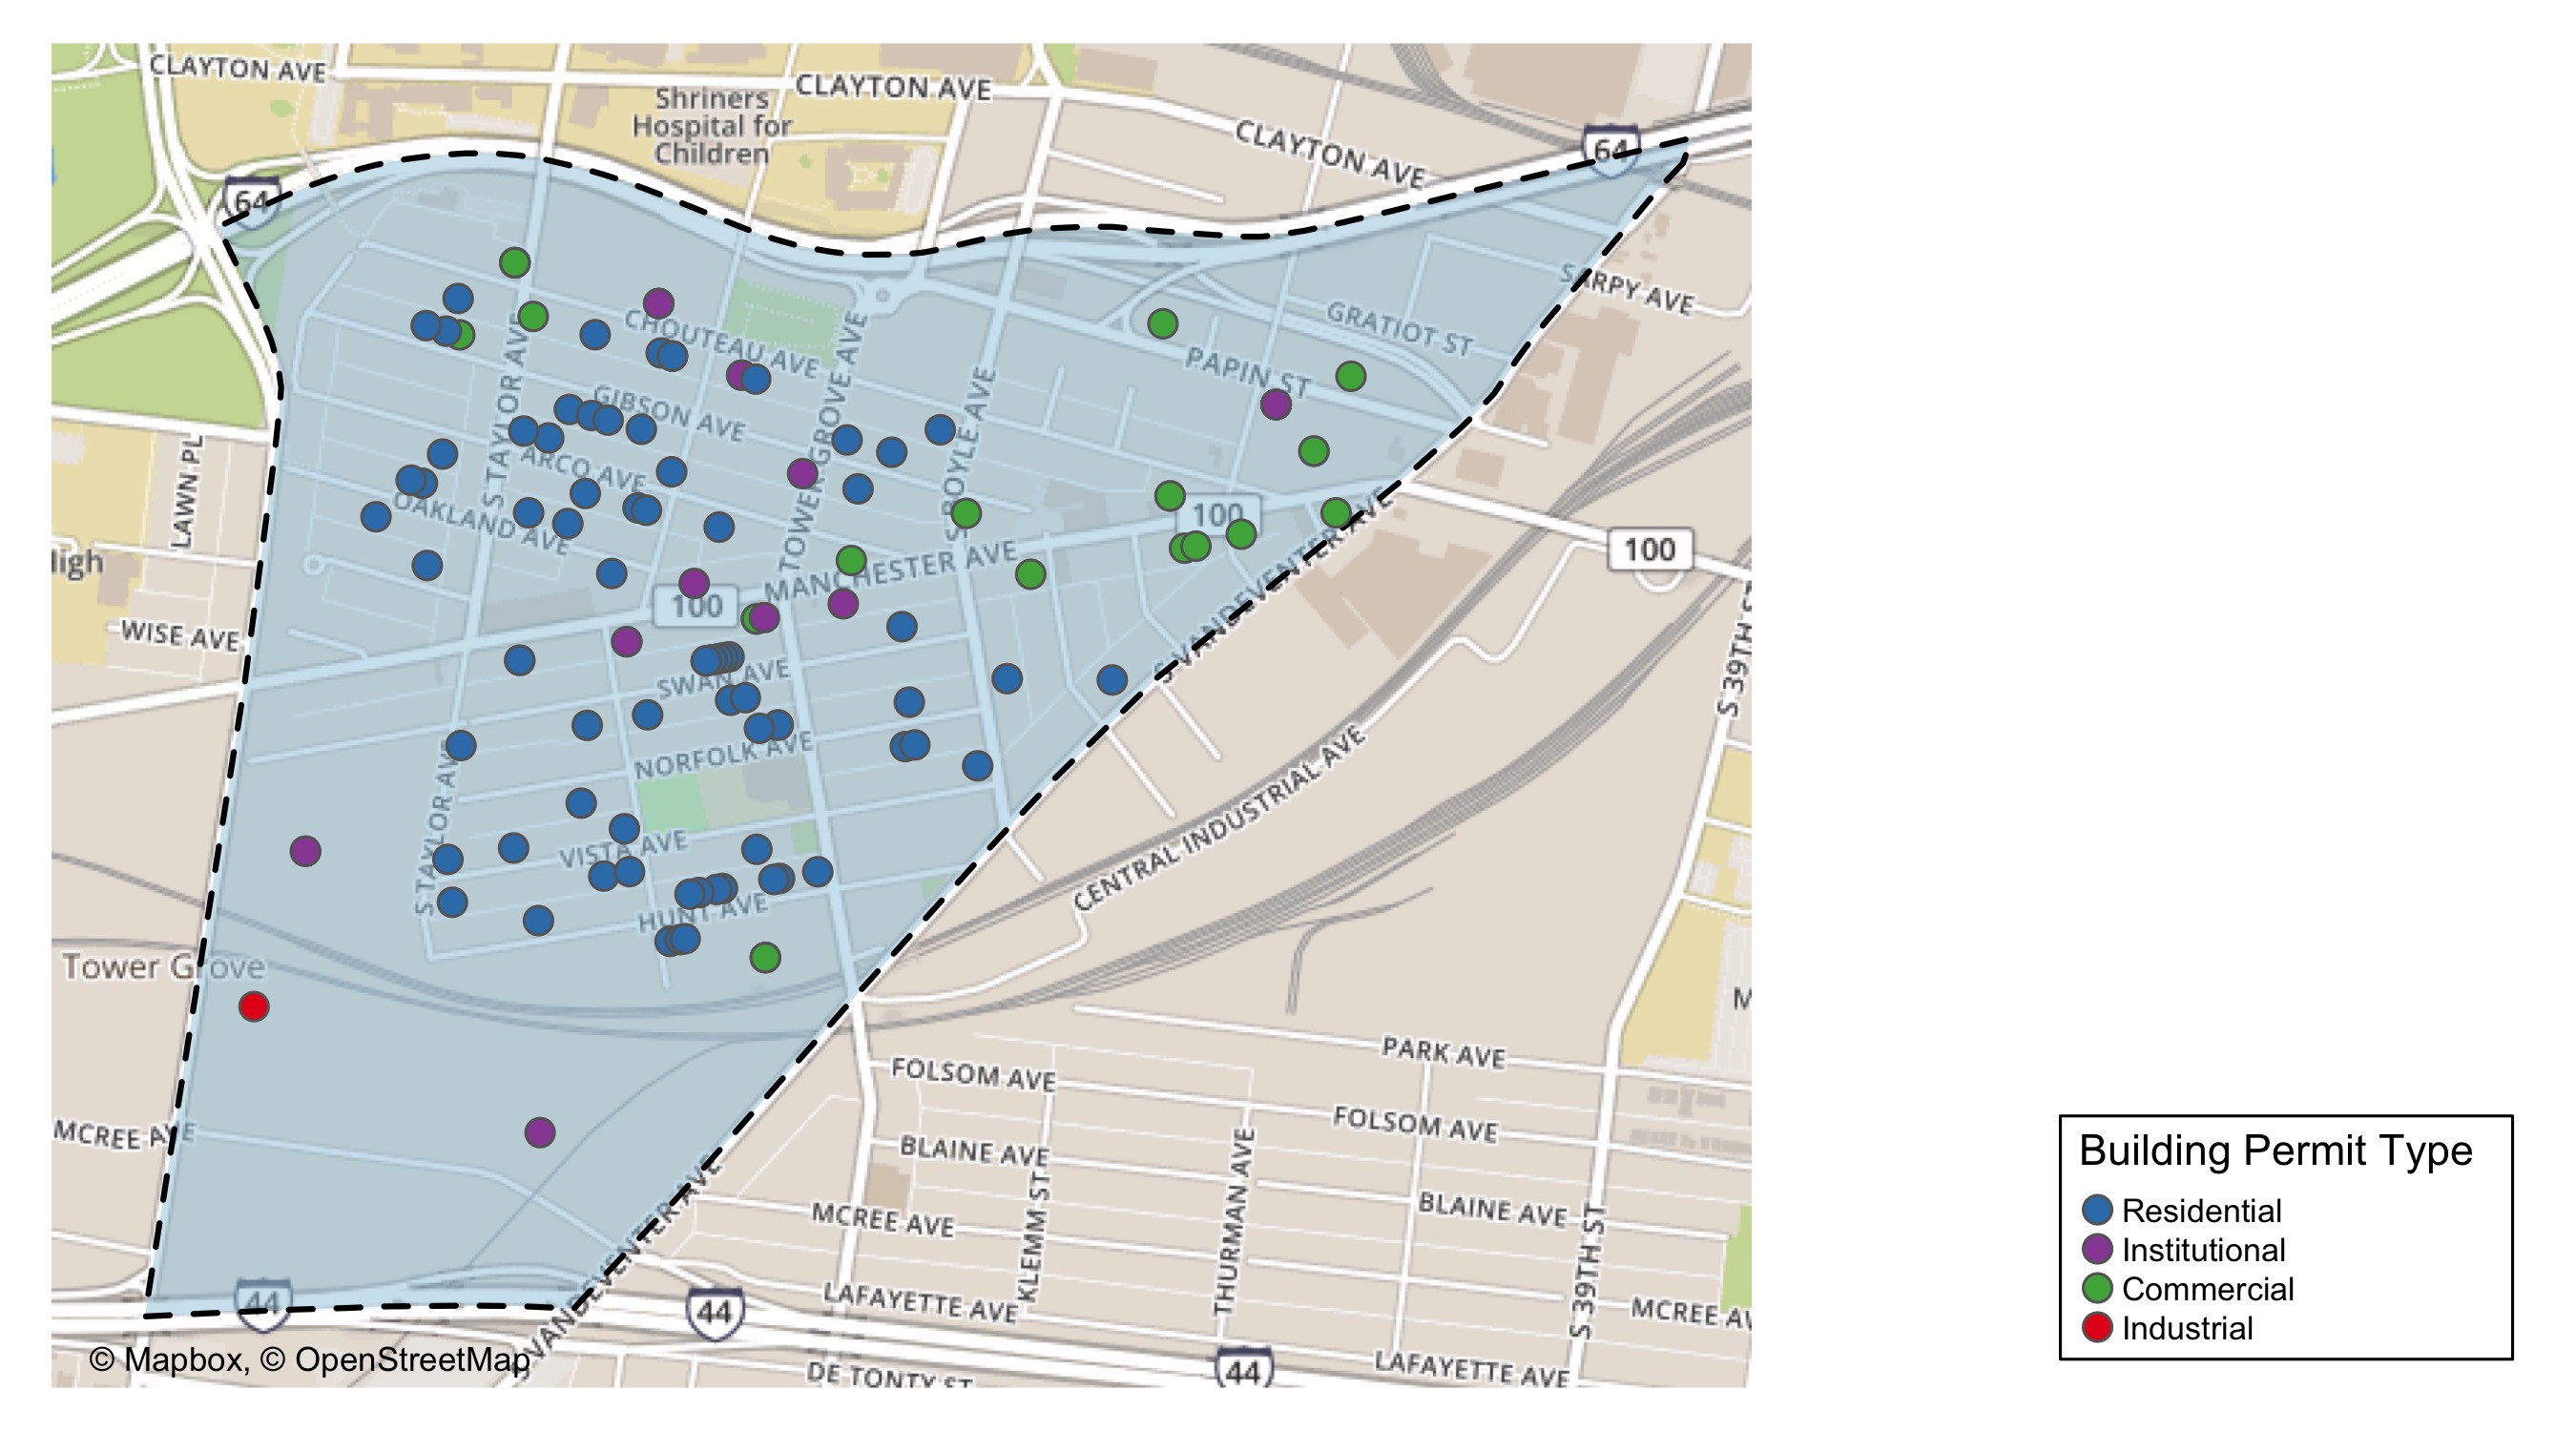 CLAYTON AVE
CLAYTON AVE
Shriners
Hospital for
Children
CLAYTON AVE
64
64
SARPY AVE
GRATIOT ST
CHOUTEAU AVE
PAPIN ST
S TAYLOR AVE
GIBSON AVE
TOWER GROVE AVE
S BOYLE AVE
LAWN PL
ARCO AVE
OAKLAND AVE
100
100
High
MANCHESTER AVE
100
S VANDEVENTER AVE
WISE AVE
SWAN AVE
S 39TH ST
NORFOLK AVE
S TAYLOR AVE
CENTRAL INDUSTRIAL AVE
VISTA AVE
HUNT AVE
Tower Grove
M
PARK AVE
FOLSOM AVE
FOLSOM AVE
MCREE AVE
BLAINE AVE
BLAINE AVE
MCREE AVE
KLEMM ST
THURMAN AVE
S 39TH ST
S VANDEVENTER AVE
LAFAYETTE AVE
MCREE AV
44
44
44
LAFAYETTE AVE
DE TONTY ST
© Mapbox, © OpenStreetMap
Building Permit Type
Residential
Institutional
Commercial
Industrial